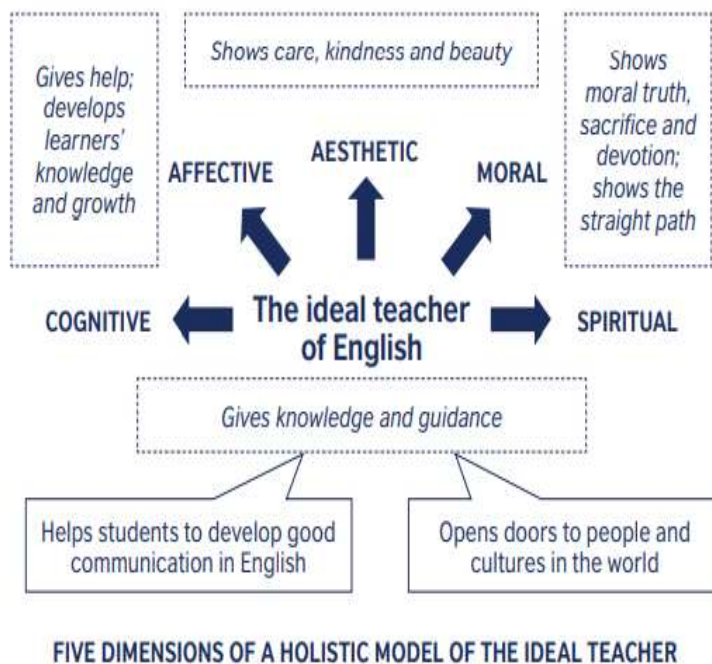 Gives help;
develops
learners’
knowledge
and growth
Shows care, kindness and beauty
Shows
moral truth,
sacrifice and
devotion;
shows the
straight path
AFFECTIVE
AESTHETIC
MORAL
COGNITIVE
The ideal teacher
of English
SPIRITUAL
Gives knowledge and guidance
Helps students to develop good
communication in English
Opens doors to people and
cultures in the world
FIVE DIMENSIONS OF A HOLISTIC MODEL OF THE IDEAL TEACHER